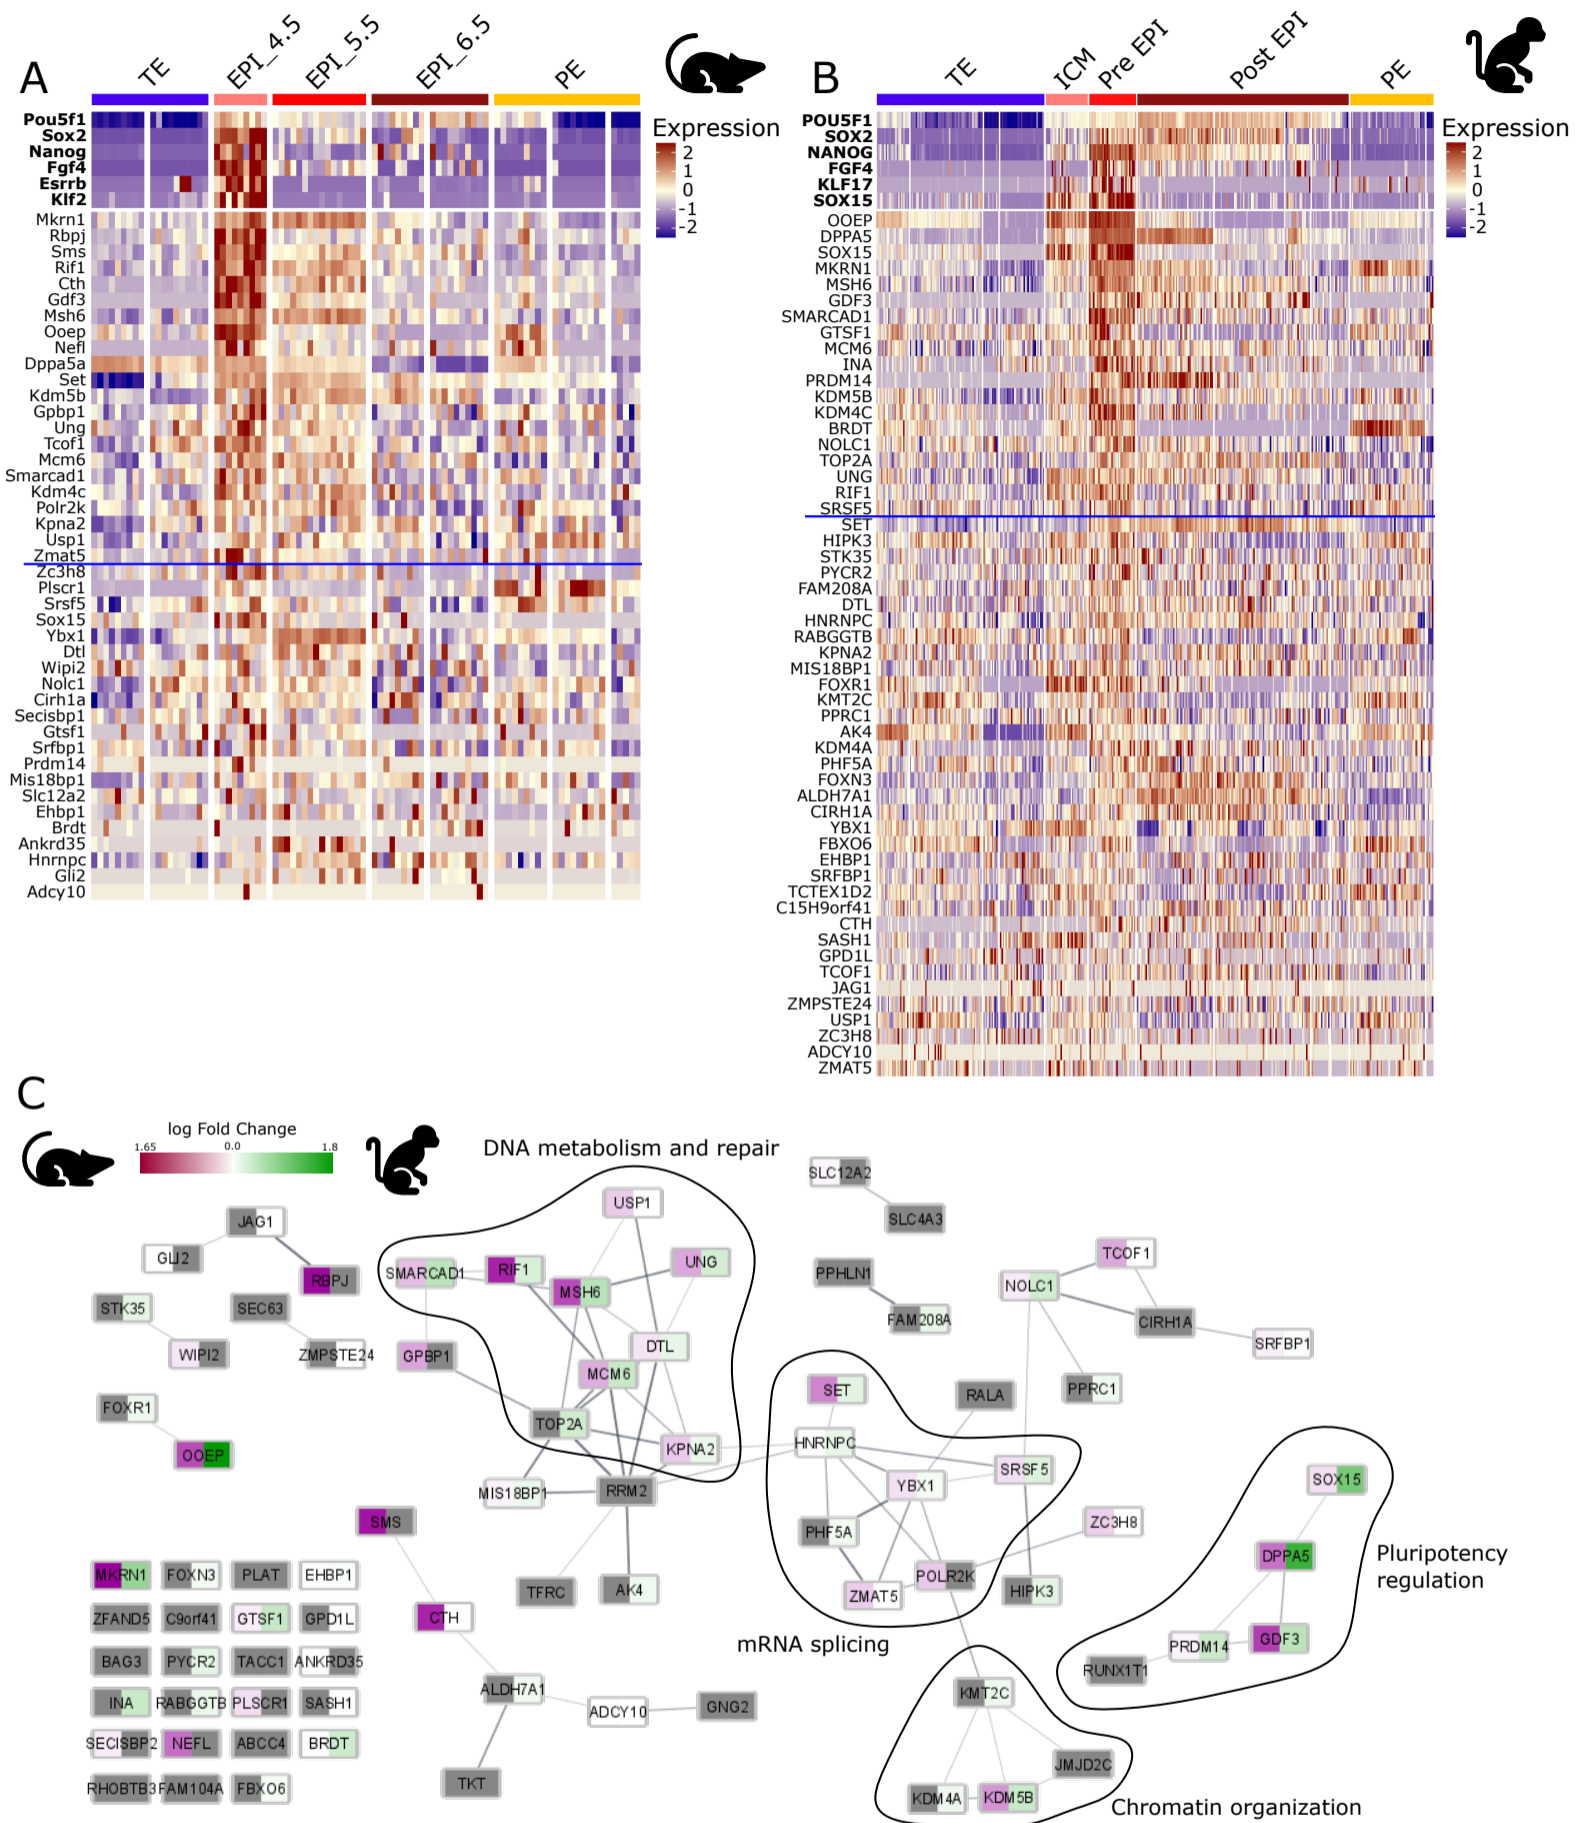 A
TE
EPI_4.5
EPI_5.5
EPI_6.5
PE
Expression
2
1
0
-1
-2
Pou5f1
Sox2
Nanog
Fgf4
Esrrb
Klf2
Mkrn1
Rbpj
Sms
Rif1
Cth
Gdf3
Msh6
Ooep
Nefl
Dppa5a
Set
Kdm5b
Gpbp1
Ung
Tcof1
Mcm6
Smarcad1
Kdm4c
Polr2k
Kpna2
Usp1
Zmat5
Zc3h8
Plscr1
Srsf5
Sox15
Ybx1
Dtl
Wipi2
Nolc1
Cirh1a
Secisbp1
Gtsf1
Srfbp1
Prdm14
Mis18bp1
Slc12a2
Ehbp1
Brdt
Ankrd35
Hnrnpc
Gli2
Adcy10
B
TE
ICM
Pre EPI
Post EPI
PE
Expression
2
1
0
-1
-2
POU5F1
SOX2
NANOG
FGF4
KLF17
SOX15
OOEP
DPPA5
SOX15
MKRN1
MSH6
GDF3
SMARCAD1
GTSF1
MCM6
INA
PRDM14
KDM5B
KDM4C
BRDT
NOLC1
TOP2A
UNG
RIF1
SRSF5
SET
HIPK3
STK35
PYCR2
FAM208A
DTL
HNRNPC
RABGGTB
KPNA2
MIS18BP1
FOXR1
KMT2C
PPRC1
AK4
KDM4A
PHF5A
FOXN3
ALDH7A1
CIRH1A
YBX1
FBXO6
EHBP1
SRFBP1
TCTEX1D2
C15H9orf41
CTH
SASH1
GPD1L
TCOF1
JAG1
ZMPSTE24
USP1
ZC3H8
ADCY10
ZMAT5
C
log Fold Change
1.65 0.0 1.8
DNA metabolism and repair
SLC12A2
SLC4A3
USP1
JAG1
GLI2
RBPJ
SMARCAD1
RIF1
MSH6
UNG
PPHLN1
FAM208A
TCOF1
NOLC1
CIRH1A
SRFBP1
STK35
SEC63
WIPI2
ZMPSTE24
GPBP1
DTL
MCM6
SET
RALA
PPRC1
FOXR1
OOEP
TOP2A
KPNA2
HNRNPC
SRSF5
YBX1
SOX15
MIS18BP1
RRM2
SMS
PHF5A
ZC3H8
DPPA5
Pluripotency
regulation
MKRN1 FOXN3 PLAT EHBP1
TFRC
AK4
ZMAT5
POLR2K
HIPK3
ZFAND5 C9orf41 GTSF1 GPD1L
CTH
mRNA splicing
PRDM14
GDF3
RUNX1T1
BAG3 PYCR2 TACC1 ANKRD35
INA RABGGTB PLSCR1 SASH1
ALDH7A1
ADCY10
GNG2
KMT2C
SECISBP2 NEFL ABCC4 BRDT
JMJD2C
RHOBTB3 FAM104A FBXO6
TKT
KDM4A
KDM5B
Chromatin organization